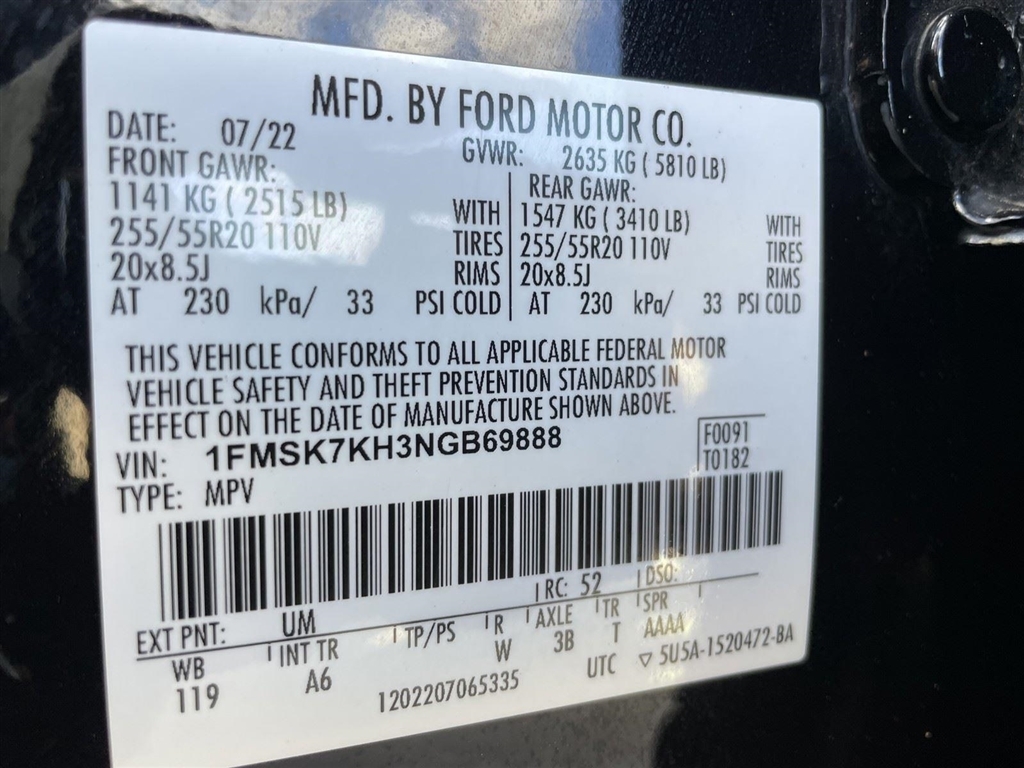 MFD. BY FORD MOTOR CO.
DATE: 07/22 GVWR: 2635 KG ( 5810 LB)
FRONT GAWR: REAR GAWR:
1141 KG ( 2515 LB) WITH 1547 KG ( 3410 LB) WITH
255/55R20 110V TIRES 255/55R20 110V TIRES
20x8.5J RIMS 20x8.5J RIMS
AT 230 kPa/ 33 PSI COLD AT 230 kPa/ 33 PSI COLD
THIS VEHICLE CONFORMS TO ALL APPLICABLE FEDERAL MOTOR
VEHICLE SAFETY AND THEFT PREVENTION STANDARDS IN
EFFECT ON THE DATE OF MANUFACTURE SHOWN ABOVE.
VIN: 1FMSK7KH3NGB69888 F0091
TYPE: MPV T0182
EXT PNT: UM RC: 52 DSO:
WB INT TR TP/PS R AXLE TR SPR
119 A6 W 3B T AAAA
1202207065335 UTC ▽ 5U5A-1520472-BA